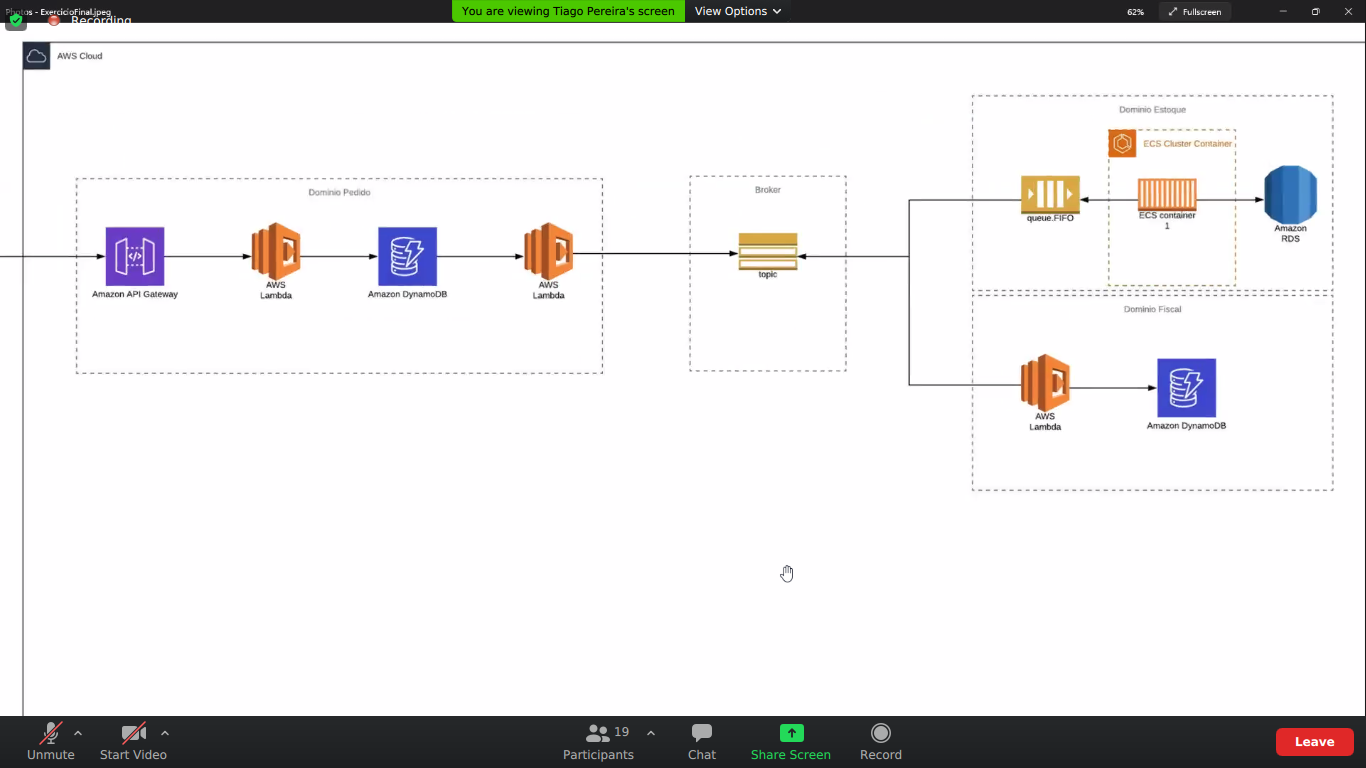 Photos - ExercicioFinal.jpeg
Recording
You are viewing Tiago Pereira's screen
View Options
62%
Fullscreen
AWS Cloud
Dominio Pedido
Amazon API Gateway
AWS
Lambda
Amazon DynamoDB
AWS
Lambda
Broker
topic
Dominio Estoque
ECS Cluster Container
queue.FIFO
ECS container
1
Amazon
RDS
Dominio Fiscal
AWS
Lambda
Amazon DynamoDB
Unmute
Start Video
Participants
19
Chat
Share Screen
Record
Leave